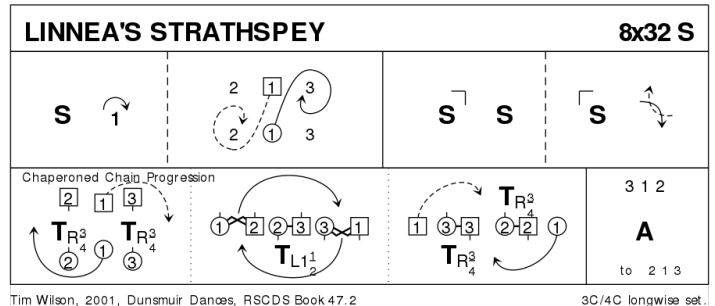 LINNEA'S STRATHSPEY 8x32 S
S 1 2 1 3 2 1 3 S S S
Chaperoned Chain Progression
2 1 3
T R 3/4 T R 3/4
2 1 3
1 2 2 3 3 1
T L 1 1/2
T R 3/4
1 3 3 2 2 1
T R 3/4
3 1 2
A
to 2 1 3
Tim Wilson, 2001, Dunsmuir Dances, RSCDS Book 47.2 3C/4C longwise set.